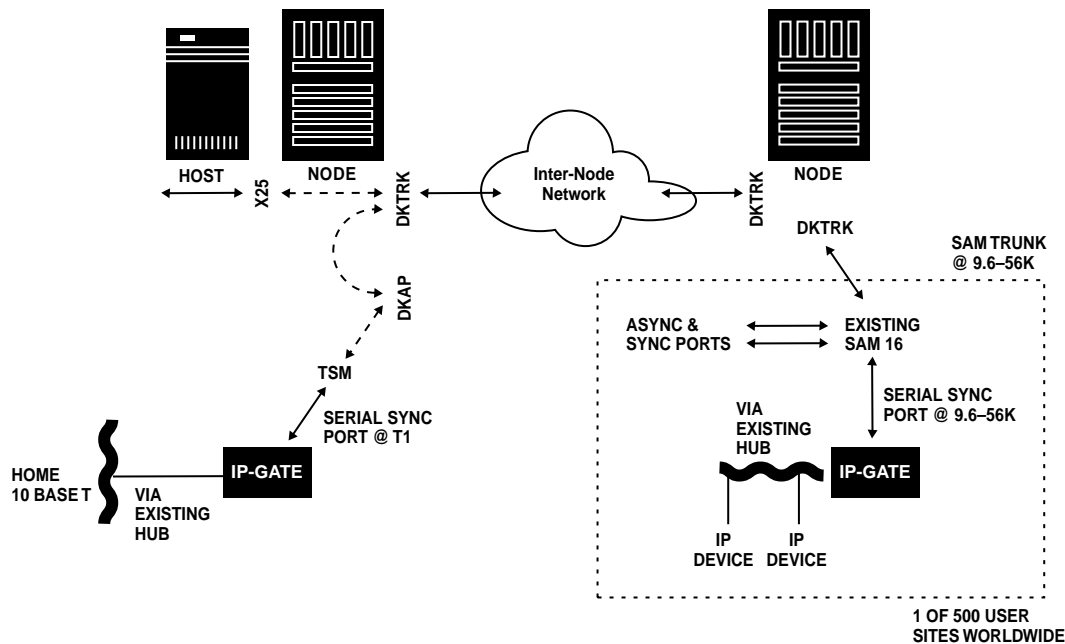 HOST
X25
NODE
DKTRK
Inter-Node
Network
DKTRK
NODE
DKTRK
SAM TRUNK
@ 9.6–56K
DKAP
TSM
SERIAL SYNC
PORT @ T1
IP-GATE
HOME
10 BASE T
VIA
EXISTING
HUB
ASYNC &
SYNC PORTS
EXISTING
SAM 16
SERIAL SYNC
PORT @ 9.6–56K
VIA
EXISTING
HUB
IP-GATE
IP
DEVICE
IP
DEVICE
1 OF 500 USER
SITES WORLDWIDE